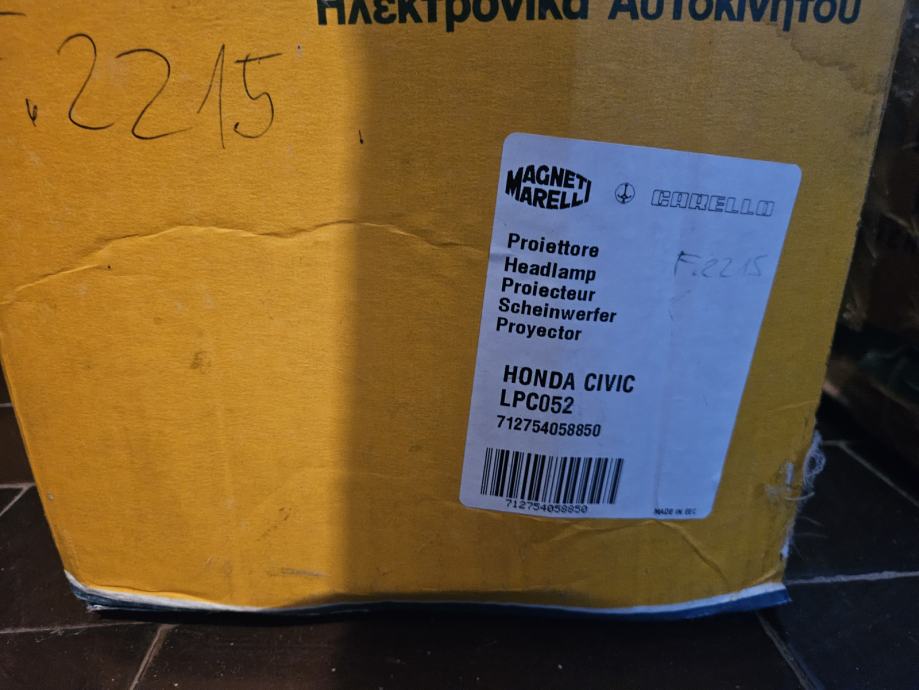 Ηλεκτρονικά Αυτοκινήτου
2215
MAGNETI MARELLI CARELLO
Proiettore
Headlamp
F.2215
Proiecteur
Scheinwerfer
Proyector
HONDA CIVIC
LPC052
712754058850
712754058850
MADE IN EEC